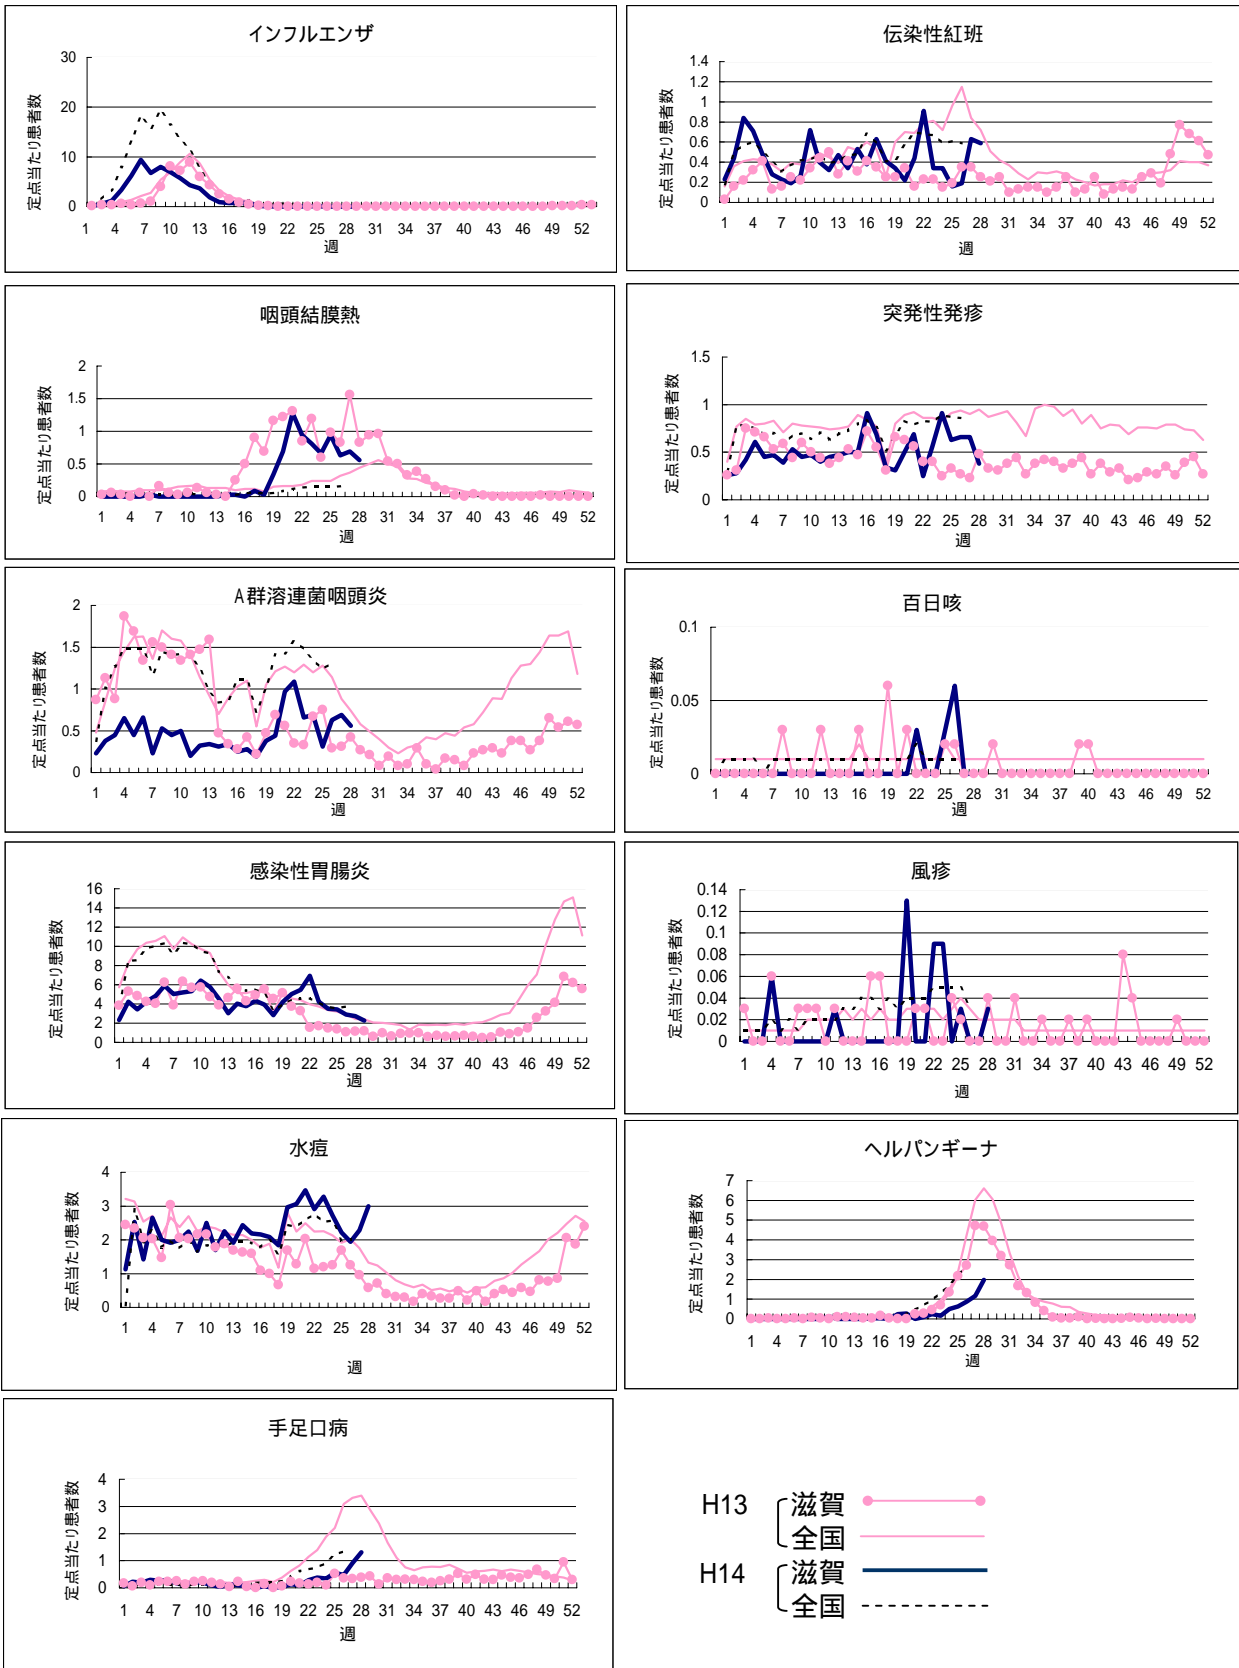 インフルエンザ
定点当たり患者数
30
20
10
0
1 4 7 10 13 16 19 22 25 28 31 34 37 40 43 46 49 52
週
伝染性紅班
定点当たり患者数
1.4
1.2
1
0.8
0.6
0.4
0.2
0
1 4 7 10 13 16 19 22 25 28 31 34 37 40 43 46 49 52
週
咽頭結膜熱
定点当たり患者数
2
1.5
1
0.5
0
1 4 7 10 13 16 19 22 25 28 31 34 37 40 43 46 49 52
週
突発性発疹
定点当たり患者数
1.5
1
0.5
0
1 4 7 10 13 16 19 22 25 28 31 34 37 40 43 46 49 52
週
A群溶連菌咽頭炎
定点当たり患者数
2
1.5
1
0.5
0
1 4 7 10 13 16 19 22 25 28 31 34 37 40 43 46 49 52
週
百日咳
定点当たり患者数
0.1
0.05
0
1 4 7 10 13 16 19 22 25 28 31 34 37 40 43 46 49 52
週
感染性胃腸炎
定点当たり患者数
16
14
12
10
8
6
4
2
0
1 4 7 10 13 16 19 22 25 28 31 34 37 40 43 46 49 52
週
風疹
定点当たり患者数
0.14
0.12
0.1
0.08
0.06
0.04
0.02
0
1 4 7 10 13 16 19 22 25 28 31 34 37 40 43 46 49 52
週
水痘
定点当たり患者数
4
3
2
1
0
1 4 7 10 13 16 19 22 25 28 31 34 37 40 43 46 49 52
週
ヘルパンギーナ
定点当たり患者数
7
6
5
4
3
2
1
0
1 4 7 10 13 16 19 22 25 28 31 34 37 40 43 46 49 52
週
手足口病
定点当たり患者数
4
3
2
1
0
1 4 7 10 13 16 19 22 25 28 31 34 37 40 43 46 49 52
週
H13 滋賀
全国
H14 滋賀
全国